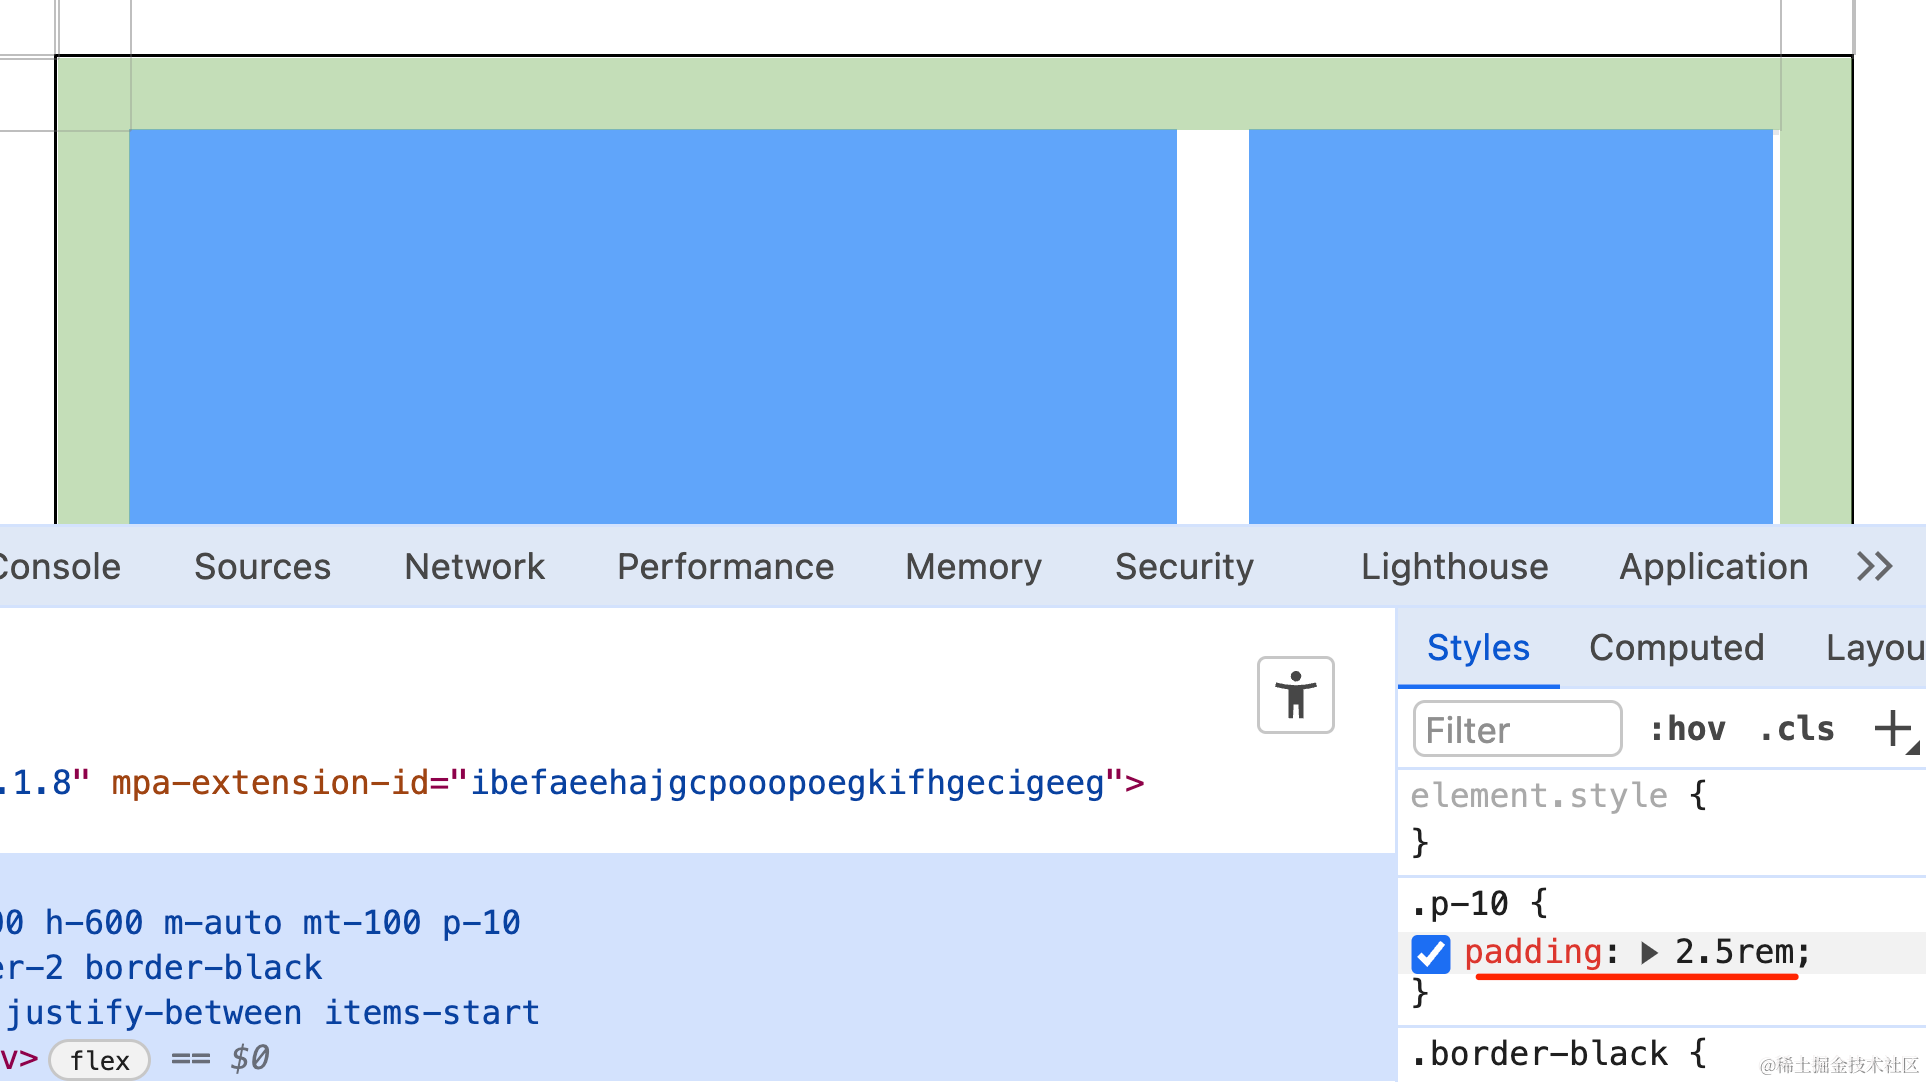 Console Sources Network Performance Memory Security Lighthouse Application
Styles Computed Layou
Filter :hov .cls
.1.8" mpa-extension-id="ibefaeehajgcpooopoegkifhgecigeeg">
element.style {
}
00 h-600 m-auto mt-100 p-10
er-2 border-black
justify-between items-start
v> flex == $0
.p-10 {
padding: 2.5rem;
}
.border-black {
@稀土掘金技术社区